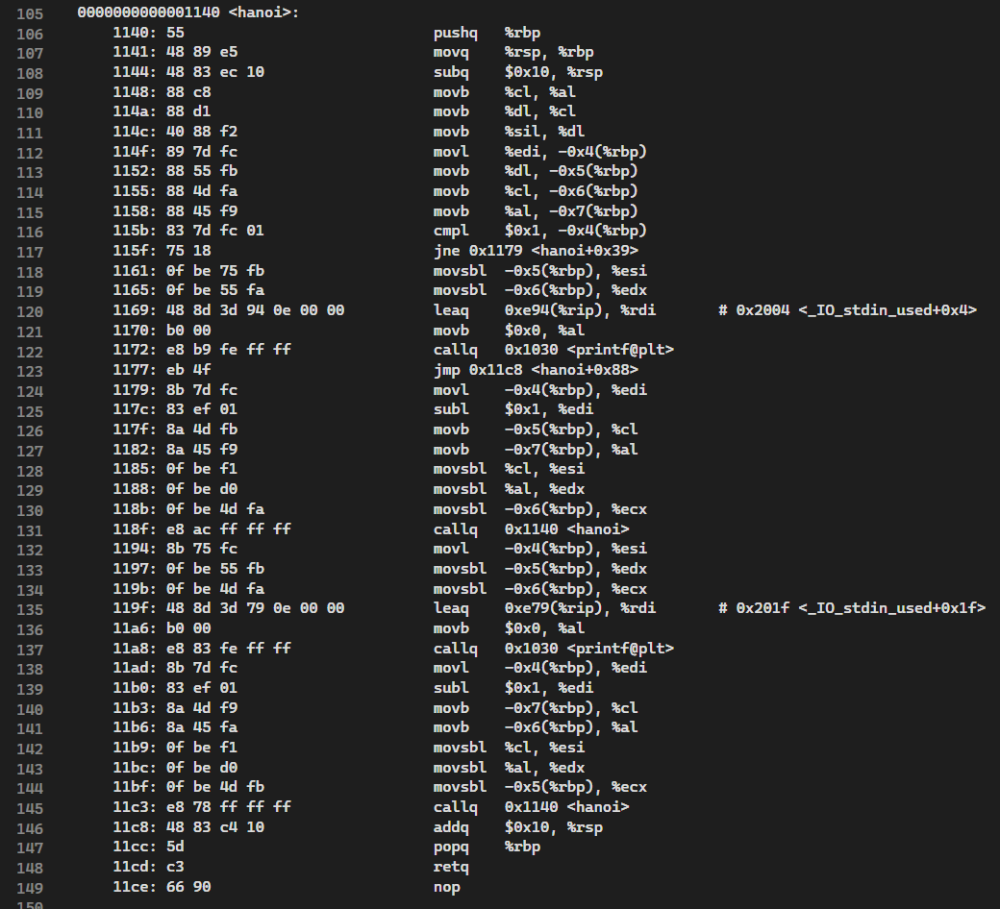 105 0000000000001140 <hanoi>:
106 1140: 55 pushq %rbp
107 1141: 48 89 e5 movq %rsp, %rbp
108 1144: 48 83 ec 10 subq $0x10, %rsp
109 1148: 88 c8 movb %cl, %al
110 114a: 88 d1 movb %dl, %cl
111 114c: 40 88 f2 movb %sil, %dl
112 114f: 89 7d fc movl %edi, -0x4(%rbp)
113 1152: 88 55 fb movb %dl, -0x5(%rbp)
114 1155: 88 4d fa movb %cl, -0x6(%rbp)
115 1158: 88 45 f9 movb %al, -0x7(%rbp)
116 115b: 83 7d fc 01 cmpl $0x1, -0x4(%rbp)
117 115f: 75 18 jne 0x1179 <hanoi+0x39>
118 1161: 0f be 75 fb movsbl -0x5(%rbp), %esi
119 1165: 0f be 55 fa movsbl -0x6(%rbp), %edx
120 1169: 48 8d 3d 94 0e 00 00 leaq 0xe94(%rip), %rdi # 0x2004 <_IO_stdin_used+0x4>
121 1170: b0 00 movb $0x0, %al
122 1172: e8 b9 fe ff ff callq 0x1030 <printf@plt>
123 1177: eb 4f jmp 0x11c8 <hanoi+0x88>
124 1179: 8b 7d fc movl -0x4(%rbp), %edi
125 117c: 83 ef 01 subl $0x1, %edi
126 117f: 8a 4d fb movb -0x5(%rbp), %cl
127 1182: 8a 45 f9 movb -0x7(%rbp), %al
128 1185: 0f be f1 movsbl %cl, %esi
129 1188: 0f be d0 movsbl %al, %edx
130 118b: 0f be 4d fa movsbl -0x6(%rbp), %ecx
131 118f: e8 ac ff ff ff callq 0x1140 <hanoi>
132 1194: 8b 75 fc movl -0x4(%rbp), %esi
133 1197: 0f be 55 fb movsbl -0x5(%rbp), %edx
134 119b: 0f be 4d fa movsbl -0x6(%rbp), %ecx
135 119f: 48 8d 3d 79 0e 00 00 leaq 0xe79(%rip), %rdi # 0x201f <_IO_stdin_used+0x1f>
136 11a6: b0 00 movb $0x0, %al
137 11a8: e8 83 fe ff ff callq 0x1030 <printf@plt>
138 11ad: 8b 7d fc movl -0x4(%rbp), %edi
139 11b0: 83 ef 01 subl $0x1, %edi
140 11b3: 8a 4d f9 movb -0x7(%rbp), %cl
141 11b6: 8a 45 fa movb -0x6(%rbp), %al
142 11b9: 0f be f1 movsbl %cl, %esi
143 11bc: 0f be d0 movsbl %al, %edx
144 11bf: 0f be 4d fb movsbl -0x5(%rbp), %ecx
145 11c3: e8 78 ff ff ff callq 0x1140 <hanoi>
146 11c8: 48 83 c4 10 addq $0x10, %rsp
147 11cc: 5d popq %rbp
148 11cd: c3 retq
149 11ce: 66 90 nop
150